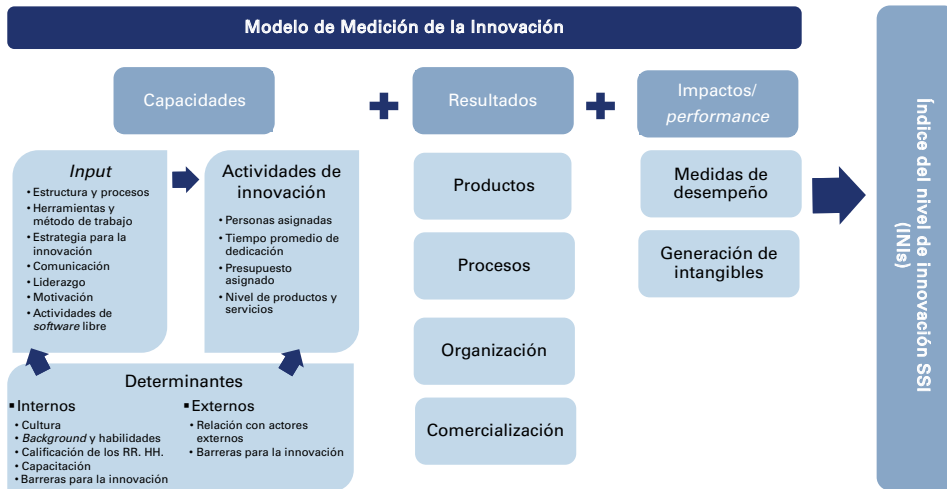 Modelo de Medición de la Innovación
Capacidades
Resultados
Impactos/
performance
Input
• Estructura y procesos
• Herramientas y
método de trabajo
• Estrategia para la
innovación
• Comunicación
• Liderazgo
• Motivación
• Actividades de
software libre
Actividades de
innovación
• Personas asignadas
• Tiempo promedio de
dedicación
• Presupuesto
asignado
• Nivel de productos y
servicios
Determinantes
▪ Internos
• Cultura
• Background y habilidades
• Calificación de los RR. HH.
• Capacitación
• Barreras para la innovación
▪ Externos
• Relación con actores
externos
• Barreras para la innovación
Productos
Procesos
Organización
Comercialización
Medidas de
desempeño
Generación de
intangibles
Índice del nivel de innovación SSI
(INIs)